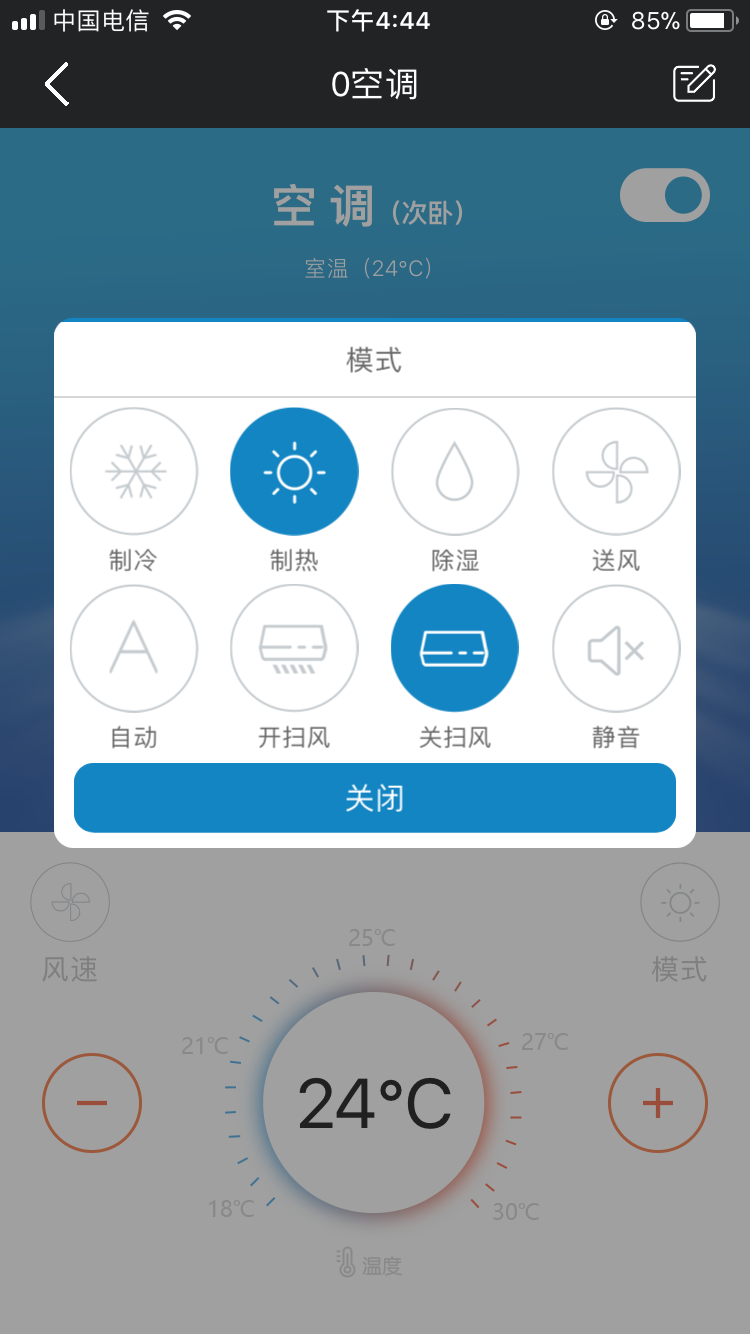 中国电信 下午4:44 85%
0空调
空 调 (次卧)
室温（24°C）
模式
制冷 制热 除湿 送风
自动 开扫风 关扫风 静音
关闭
风速 模式
25℃
21℃ 27℃
24°C
18℃ 30℃
温度